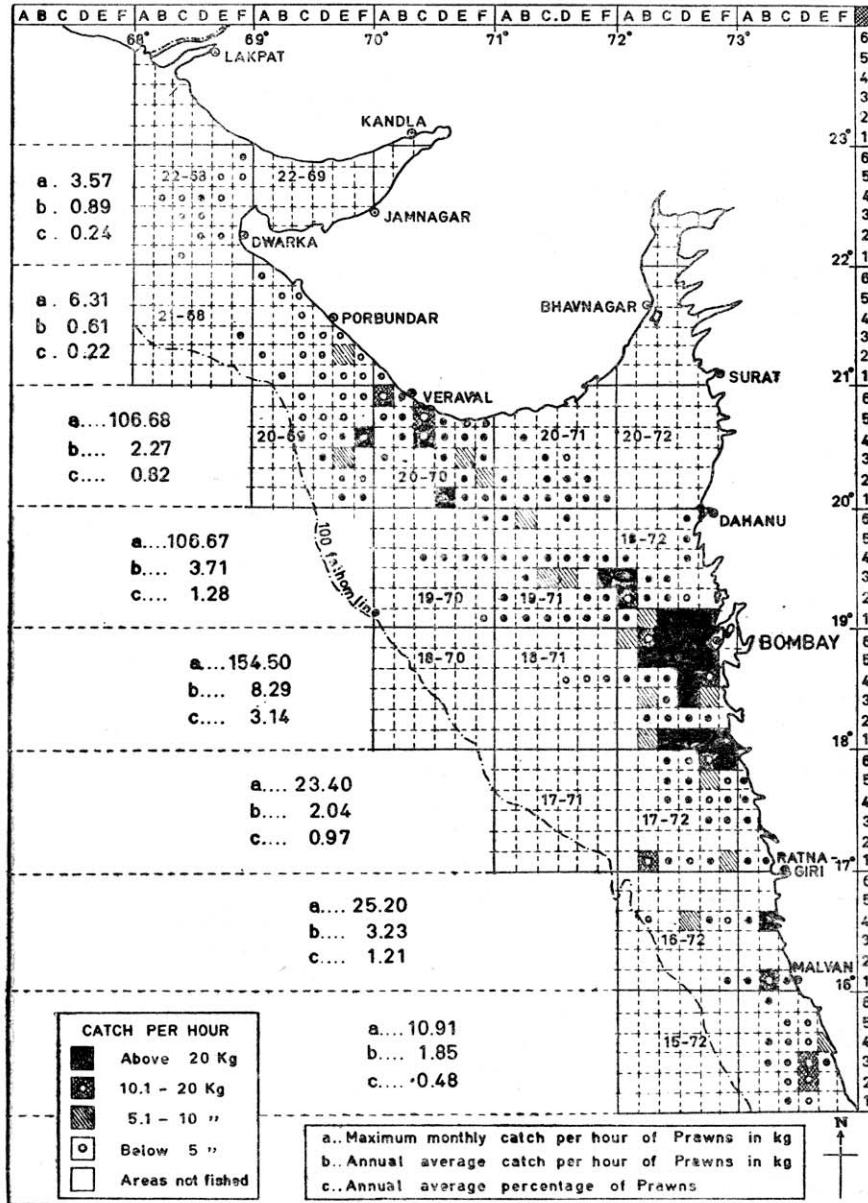 A B C D E F A B C D E F A B C D E F A B C.D E F A B C D E F A B C D E F A B C D E F
68° 69° 70° 71° 72° 73°
6
5
4
3
2
1
LAKPAT
KANDLA
23°
22-68 22-69
a. 3.57
b. 0.89
c. 0.24
JAMNAGAR
DWARKA
22°
a. 6.31
b 0.61
c 0.22
21-68
PORBUNDAR
BHAVNAGAR
SURAT
21°
VERAVAL
a....106.68
b.... 2.27
c.... 0.82
20-69
20-70
20-71
20-72
20°
DAHANU
100 fathom line
a....106.67
b.... 3.71
c.... 1.28
19-70
19-71
19°
BOMBAY
18-70
18-71
a....154.50
b.... 8.29
c.... 3.14
18°
a....23.40
b.... 2.04
c.... 0.97
17-71
17-72
RATNA-
GIRI
17°
a.... 25.20
b.... 3.23
c.... 1.21
16-72
MALVAN
16°
a....10.91
b.... 1.85
c.... 0.48
15-72
CATCH PER HOUR
Above 20 Kg
10.1 - 20 Kg
5.1 - 10 "
Below 5 "
Areas not fished
a..Maximum monthly catch per hour of Prawns in kg
b..Annual average catch per hour of Prawns in kg
c..Annual average percentage of Prawns
N